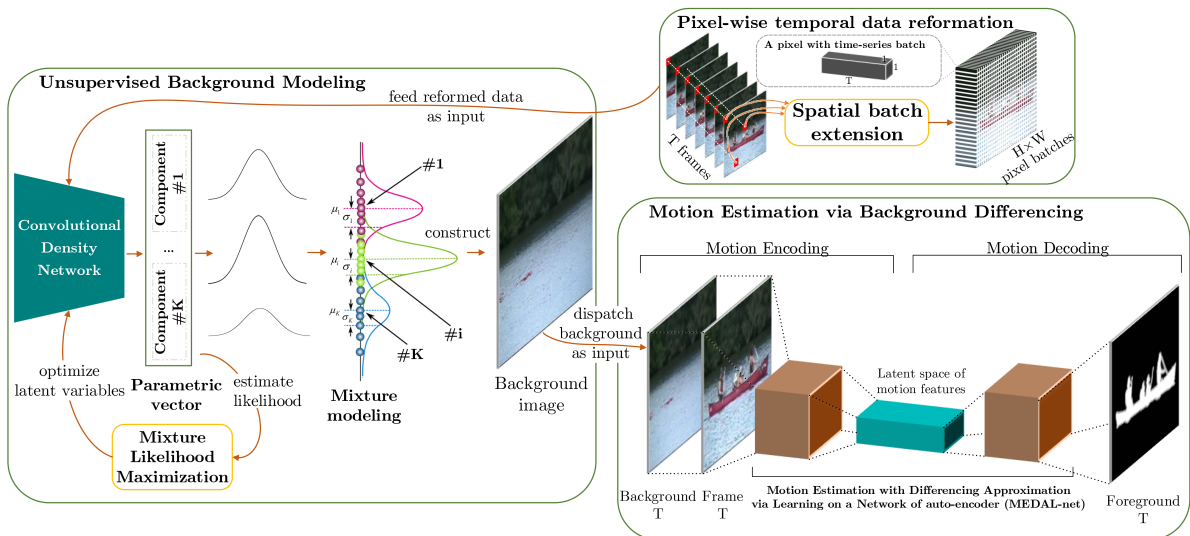 Pixel-wise temporal data reformation
A pixel with time-series batch
1
1
T
Spatial batch
extension
T frames
H×W
pixel batches
Unsupervised Background Modeling
feed reformed data
as input
Convolutional
Density
Network
Component
#1
...
Component
#K
Parametric
vector
optimize
latent variables
estimate
likelihood
Mixture
Likelihood
Maximization
μ₁
σ₁
μᵢ
σᵢ
μK
σK
#1
#i
#K
Mixture
modeling
construct
Background
image
dispatch
background
as input
Motion Estimation via Background Differencing
Motion Encoding
Motion Decoding
Latent space of
motion features
Background
T
Frame
T
Motion Estimation with Differencing Approximation
via Learning on a Network of auto-encoder (MEDAL-net)
Foreground
T